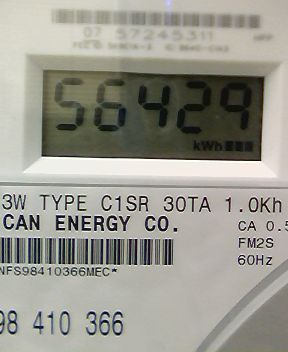 07 57245311
56429
kWh
3W TYPE C1SR 30TA 1.0Kh
CAN ENERGY CO.
CA 0.5
FM2S
60Hz
NFS98410366MEC*
98 410 366